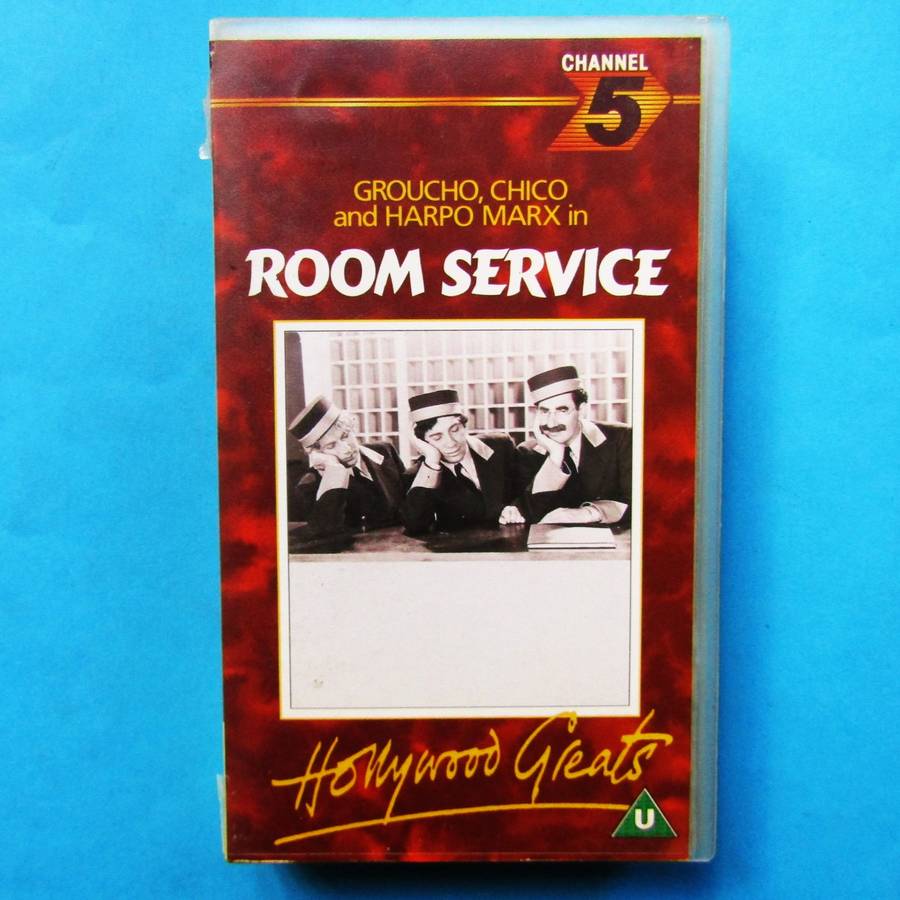 CHANNEL
5
GROUCHO, CHICO
and HARPO MARX in
ROOM SERVICE
Hollywood Greats
U